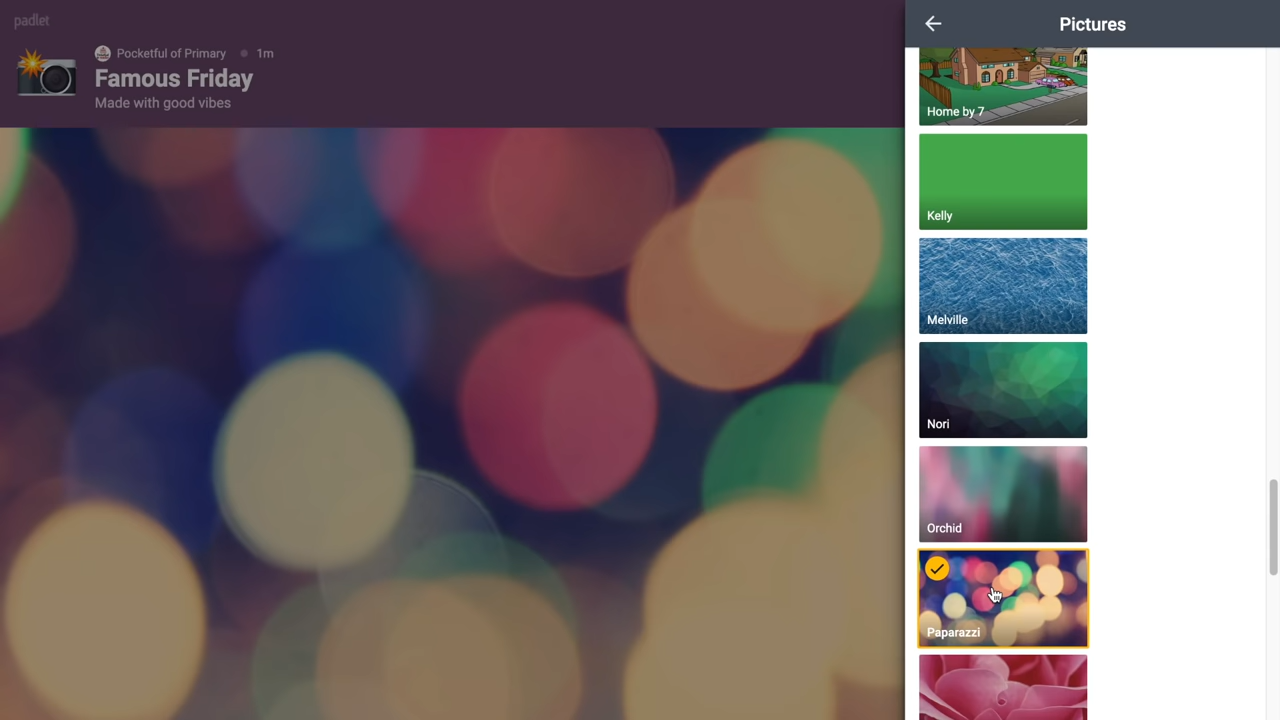 padlet
Pocketful of Primary 1m
Famous Friday
Made with good vibes
Pictures
Home by 7
Kelly
Melville
Nori
Orchid
Paparazzi